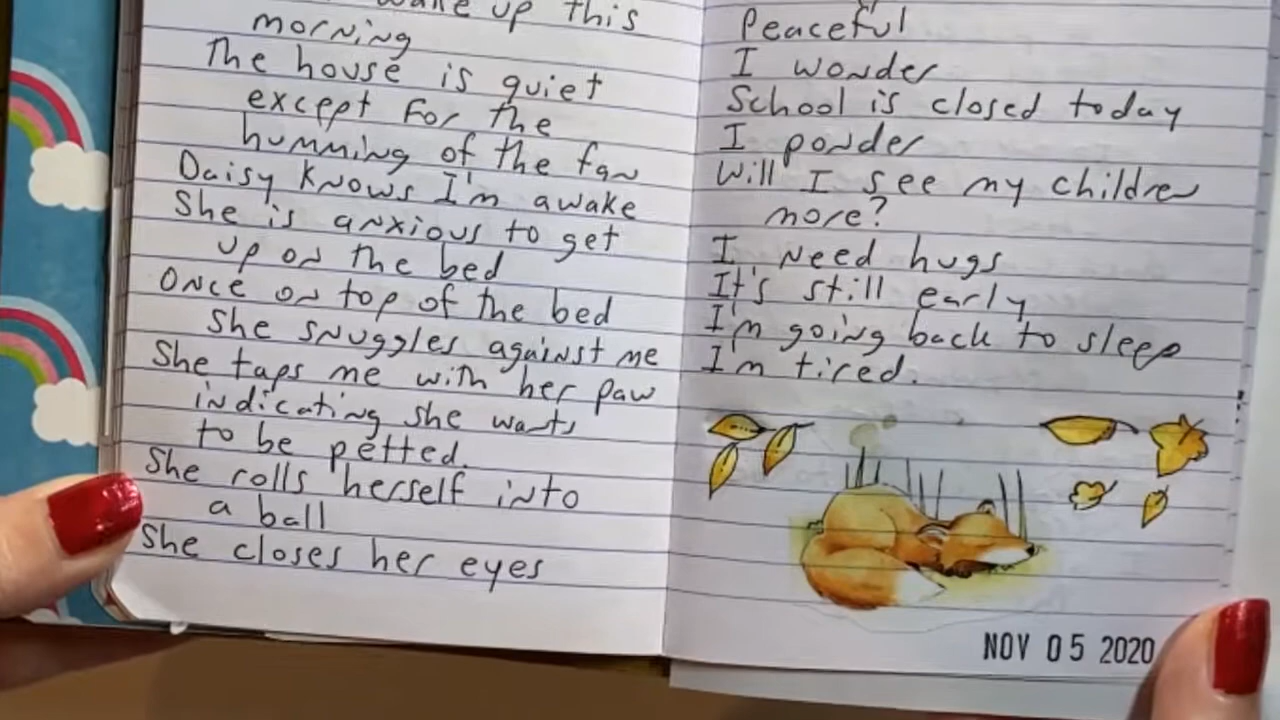 wake up this
morning
The house is quiet
except for the
humming of the fan
Daisy knows I'm awake
She is anxious to get
up on the bed
Once on top of the bed
She snuggles against me
She taps me with her paw
indicating she wants
to be petted.
She rolls herself into
a ball
She closes her eyes
Peaceful
I wonder
School is closed today
I ponder
Will I see my children
more?
I need hugs
It's still early
I'm going back to sleep
I'm tired.
NOV 05 2020